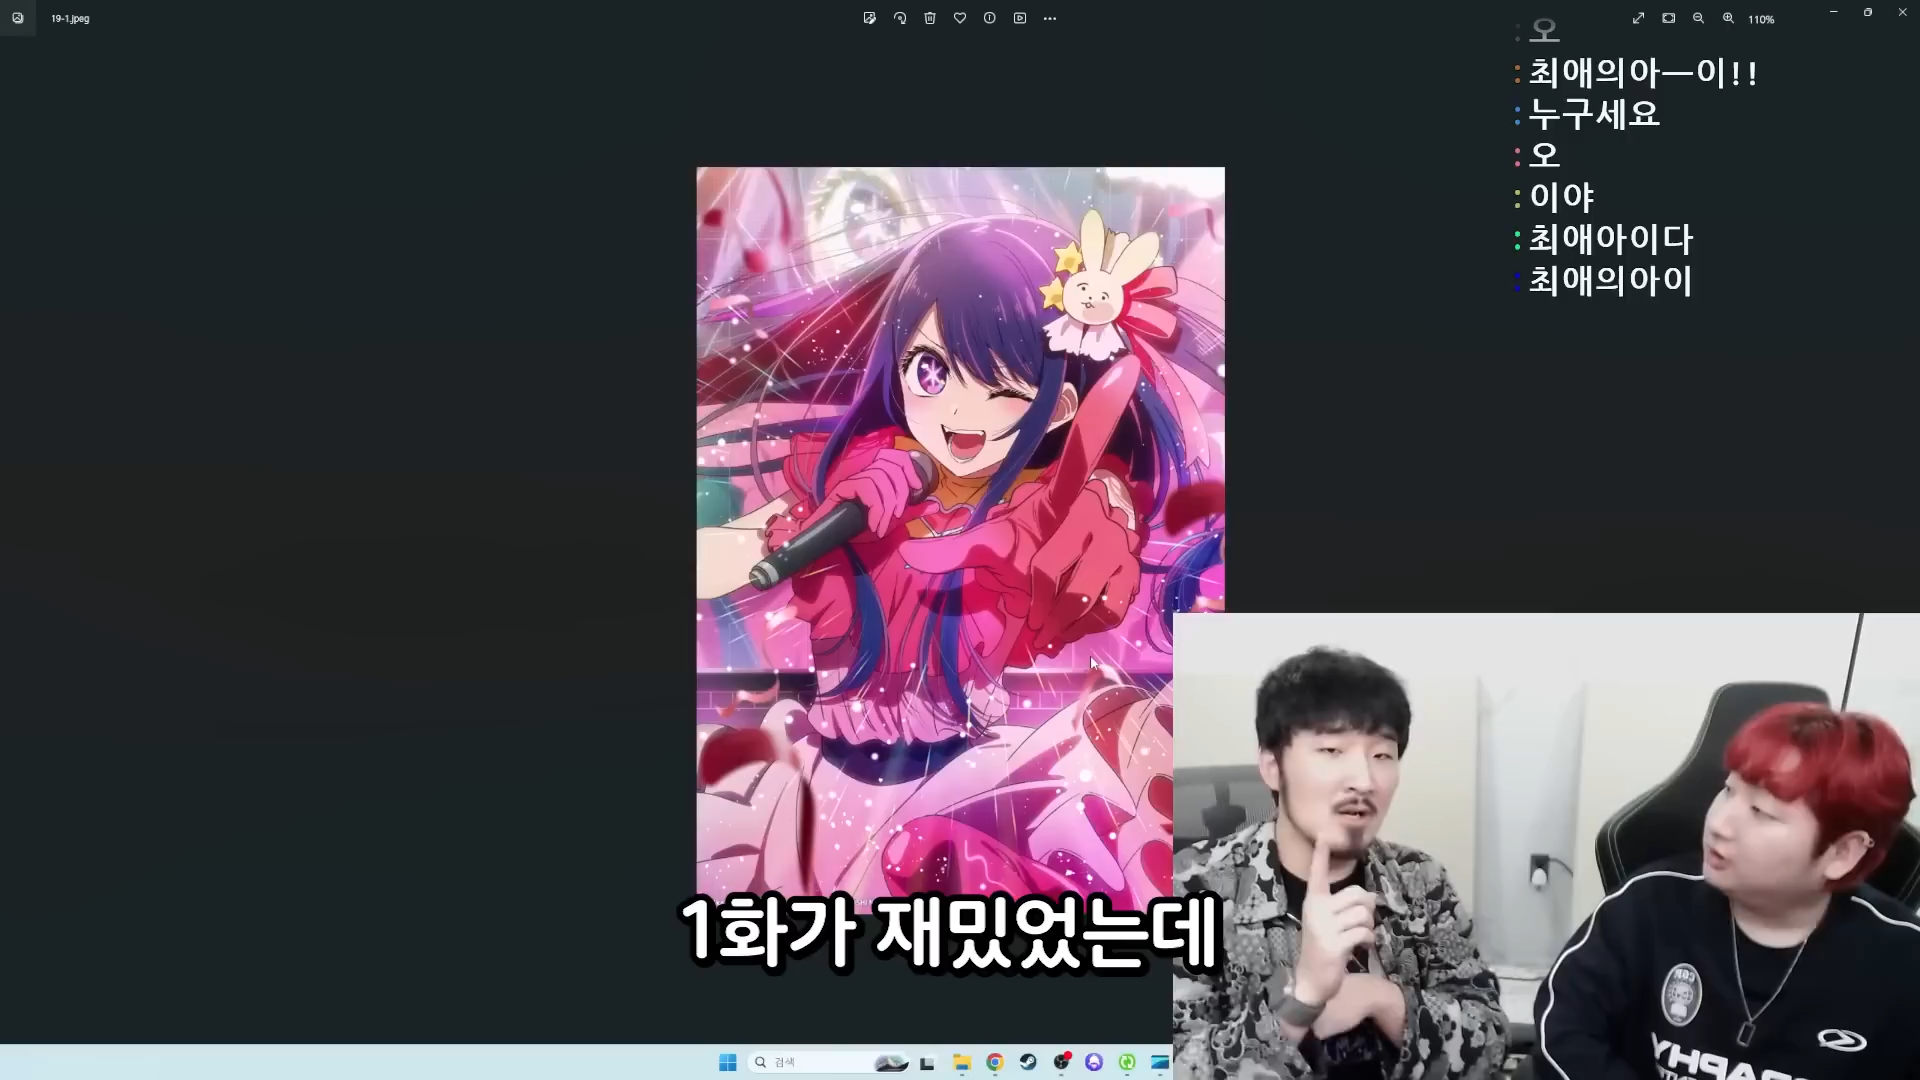 19-1.jpeg
110%
: 오
: 최애의아ㅡ이!!
: 누구세요
: 오
: 이야
: 최애아이다
: 최애의아이
1화가 재밌었는데
검색